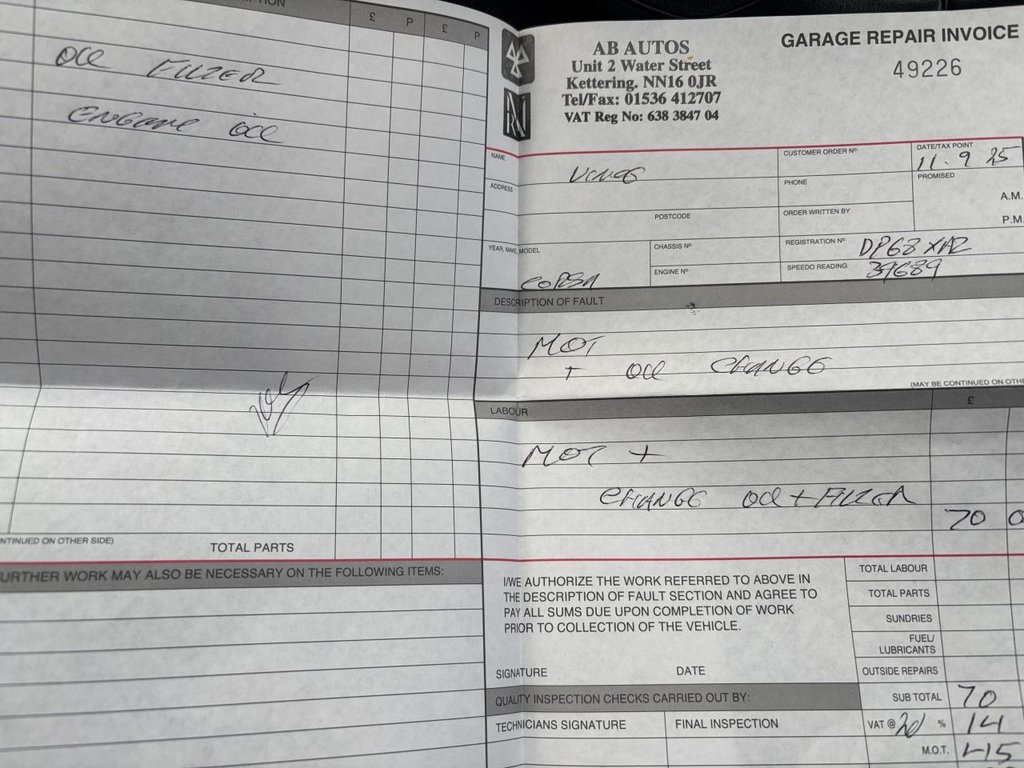 £ P £ P
OIL FILTER
ENGINE OIL
CONTINUED ON OTHER SIDE)
TOTAL PARTS
FURTHER WORK MAY ALSO BE NECESSARY ON THE FOLLOWING ITEMS:
AB AUTOS
Unit 2 Water Street
Kettering. NN16 0JR
Tel/Fax: 01536 412707
VAT Reg No: 638 3847 04
GARAGE REPAIR INVOICE
49226
NAME
CUSTOMER ORDER Nº
DATE/TAX POINT
11.9 25
ADDRESS
PHONE
PROMISED
A.M.
POSTCODE
ORDER WRITTEN BY
P.M.
YEAR, MAKE, MODEL
CORSA
CHASSIS Nº
REGISTRATION Nº DP68 XAZ
ENGINE Nº
SPEEDO READING 39689
DESCRIPTION OF FAULT
MOT
+ OIL CHANGE
(MAY BE CONTINUED ON OTH
LABOUR £
MOT +
CHANGE OIL + FILTER
70 0
I/WE AUTHORIZE THE WORK REFERRED TO ABOVE IN
THE DESCRIPTION OF FAULT SECTION AND AGREE TO
PAY ALL SUMS DUE UPON COMPLETION OF WORK
PRIOR TO COLLECTION OF THE VEHICLE.
SIGNATURE DATE
QUALITY INSPECTION CHECKS CARRIED OUT BY:
TECHNICIANS SIGNATURE FINAL INSPECTION
TOTAL LABOUR
TOTAL PARTS
SUNDRIES
FUEL/
LUBRICANTS
OUTSIDE REPAIRS
SUB TOTAL 70
VAT @ 20 % 14
M.O.T. 45